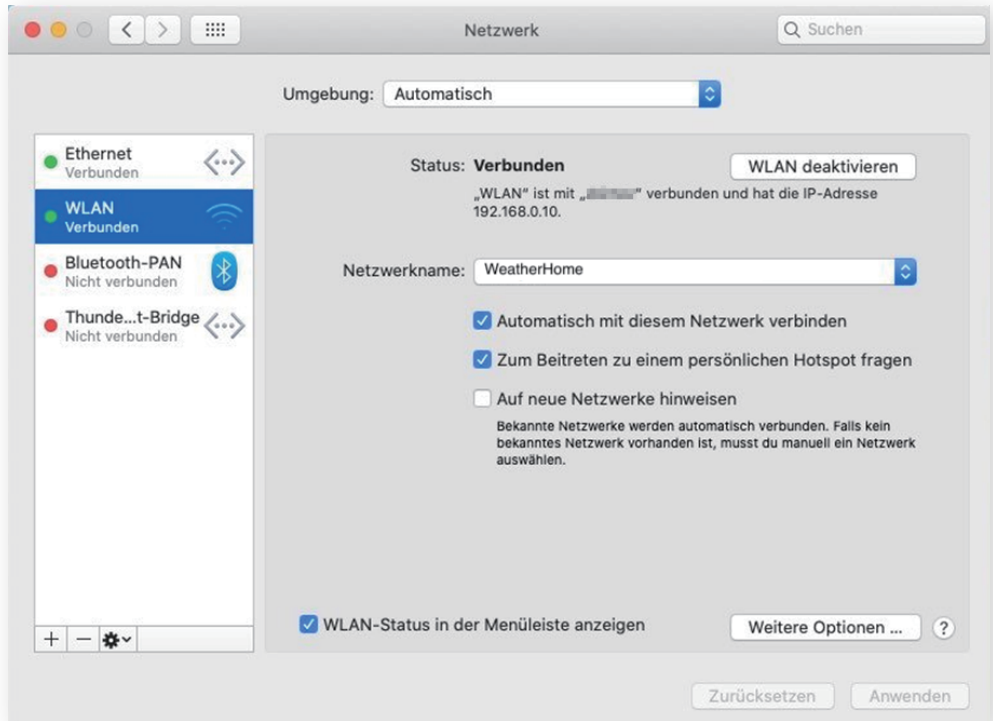 Netzwerk
Suchen
Umgebung: Automatisch
Ethernet
Verbunden
WLAN
Verbunden
Bluetooth-PAN
Nicht verbunden
Thunde...t-Bridge
Nicht verbunden
Status: Verbunden
WLAN deaktivieren
„WLAN“ ist mit „ “ verbunden und hat die IP-Adresse
192.168.0.10.
Netzwerkname: WeatherHome
Automatisch mit diesem Netzwerk verbinden
Zum Beitreten zu einem persönlichen Hotspot fragen
Auf neue Netzwerke hinweisen
Bekannte Netzwerke werden automatisch verbunden. Falls kein
bekanntes Netzwerk vorhanden ist, musst du manuell ein Netzwerk
auswählen.
WLAN-Status in der Menüleiste anzeigen
Weitere Optionen ...
?
Zurücksetzen
Anwenden